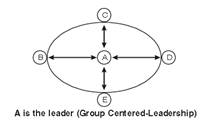 C
B A D
E
A is the leader (Group Centered-Leadership)